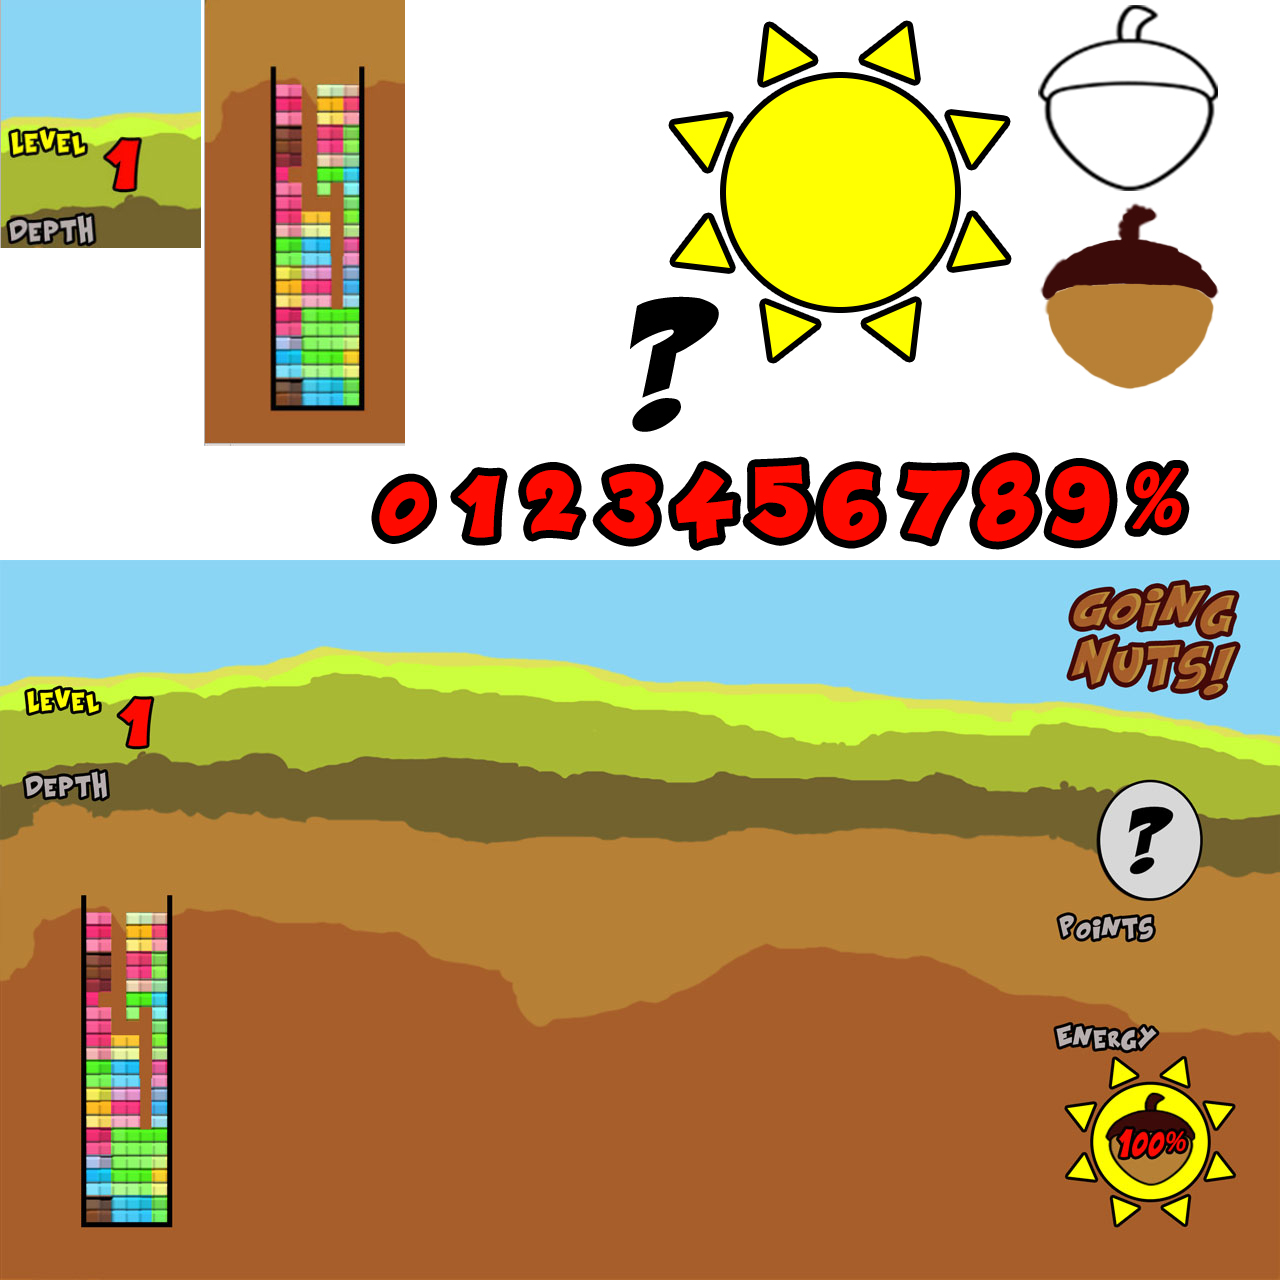 LEVEL 1
DEPTH
?
0123456789%
GOING
NUTS!
LEVEL 1
DEPTH
?
POINTS
ENERGY
100%